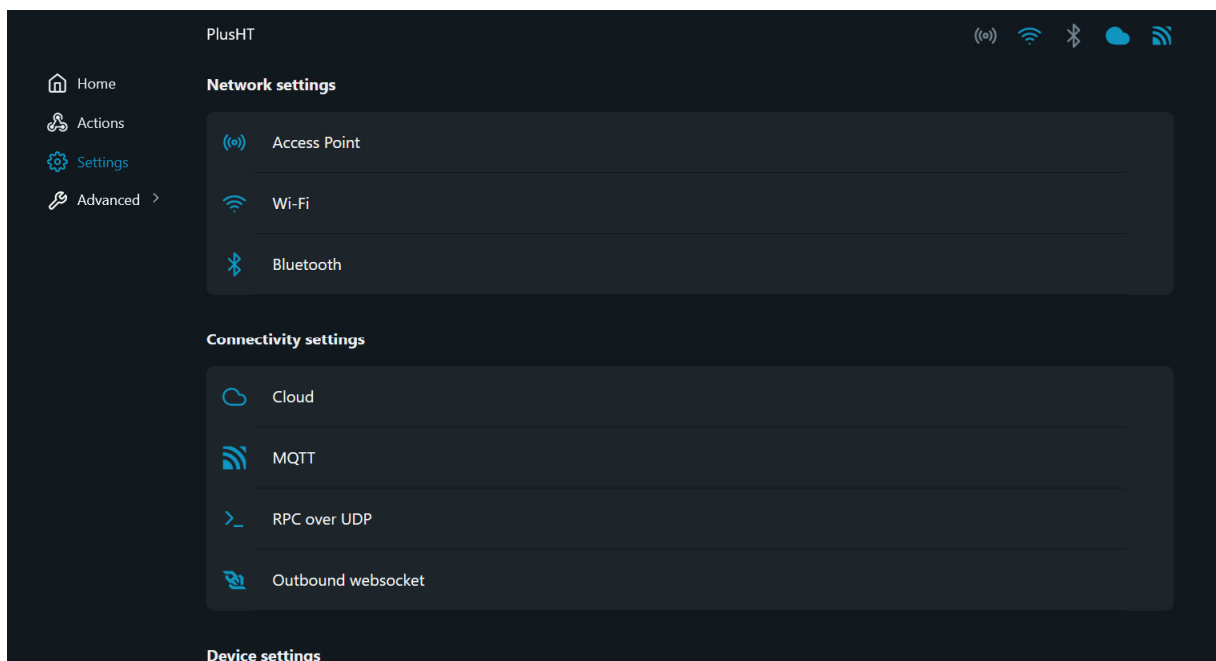 PlusHT
Home
Actions
Settings
Advanced
Network settings
Access Point
Wi-Fi
Bluetooth
Connectivity settings
Cloud
MQTT
RPC over UDP
Outbound websocket
Device settings